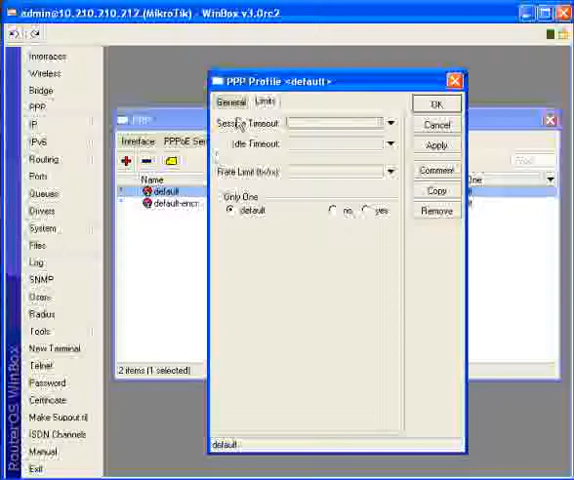 admin@10.210.210.212 (MikroTik) - WinBox v3.0rc2
Interfaces
Wireless
Bridge
PPP
IP
IPv6
Routing
Ports
Queues
Drivers
System
Files
Log
SNMP
Users
Radius
Tools
New Terminal
Telnet
Password
Certificate
Make Supout.rif
ISDN Channels
Manual
Exit
RouterOS WinBox
PPP
Interface
PPPoE
Name
default
default-encr
One
2 items (1 selected)
PPP Profile <default>
General
Limits
Session Timeout:
Idle Timeout:
Rate Limit (tx/rx):
Only One
default
no
yes
OK
Cancel
Apply
Comment
Copy
Remove
default